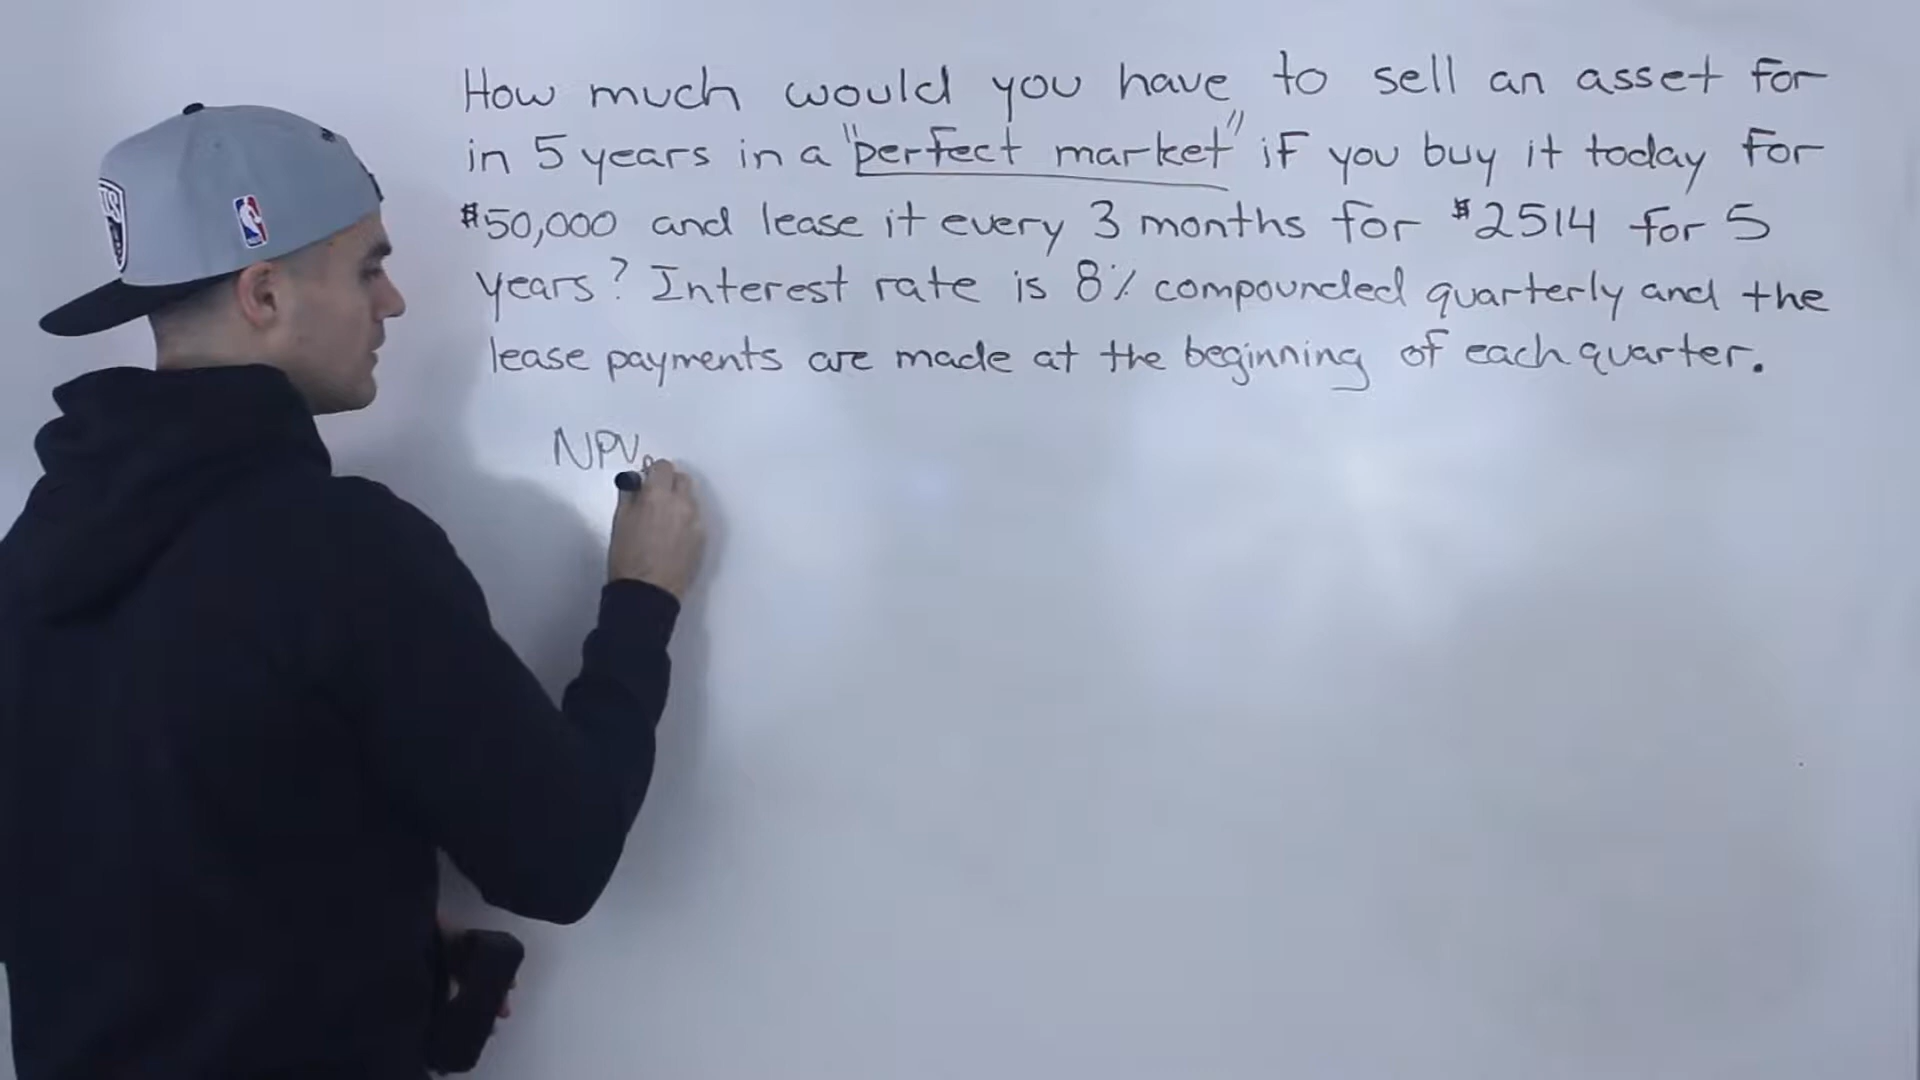 How much would you have to sell an asset for
in 5 years in a "perfect market" if you buy it today for
$50,000 and lease it every 3 months for $2514 for 5
years? Interest rate is 8% compounded quarterly and the
lease payments are made at the beginning of each quarter.
NPV